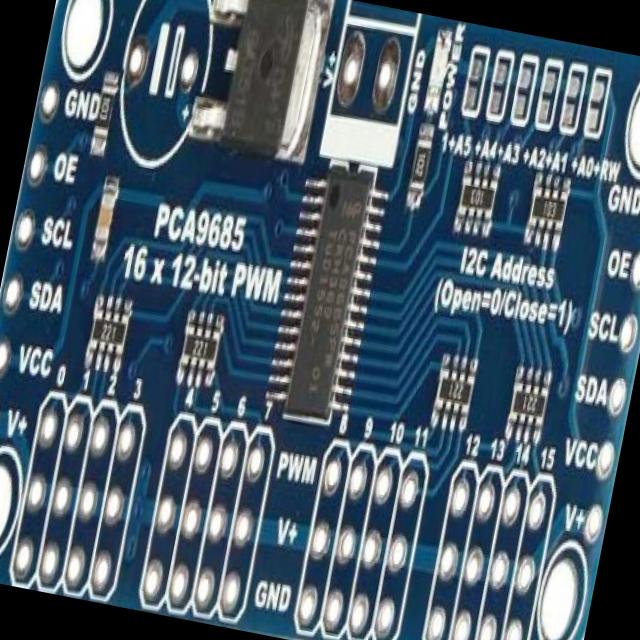 V+
GND
POWER
1+A5 +A4+A3 +A2+A1 +A0+RW
GND
OE
SCL
SDA
VCC
V+
PCA9685
16 x 12-bit PWM
I2C Address
(Open=0/Close=1)
221
221
GND
OE
SCL
SDA
VCC
V+
0 1 2 3
4 5 6 7
8 9 10 11
12 13 14 15
PWM
V+
GND